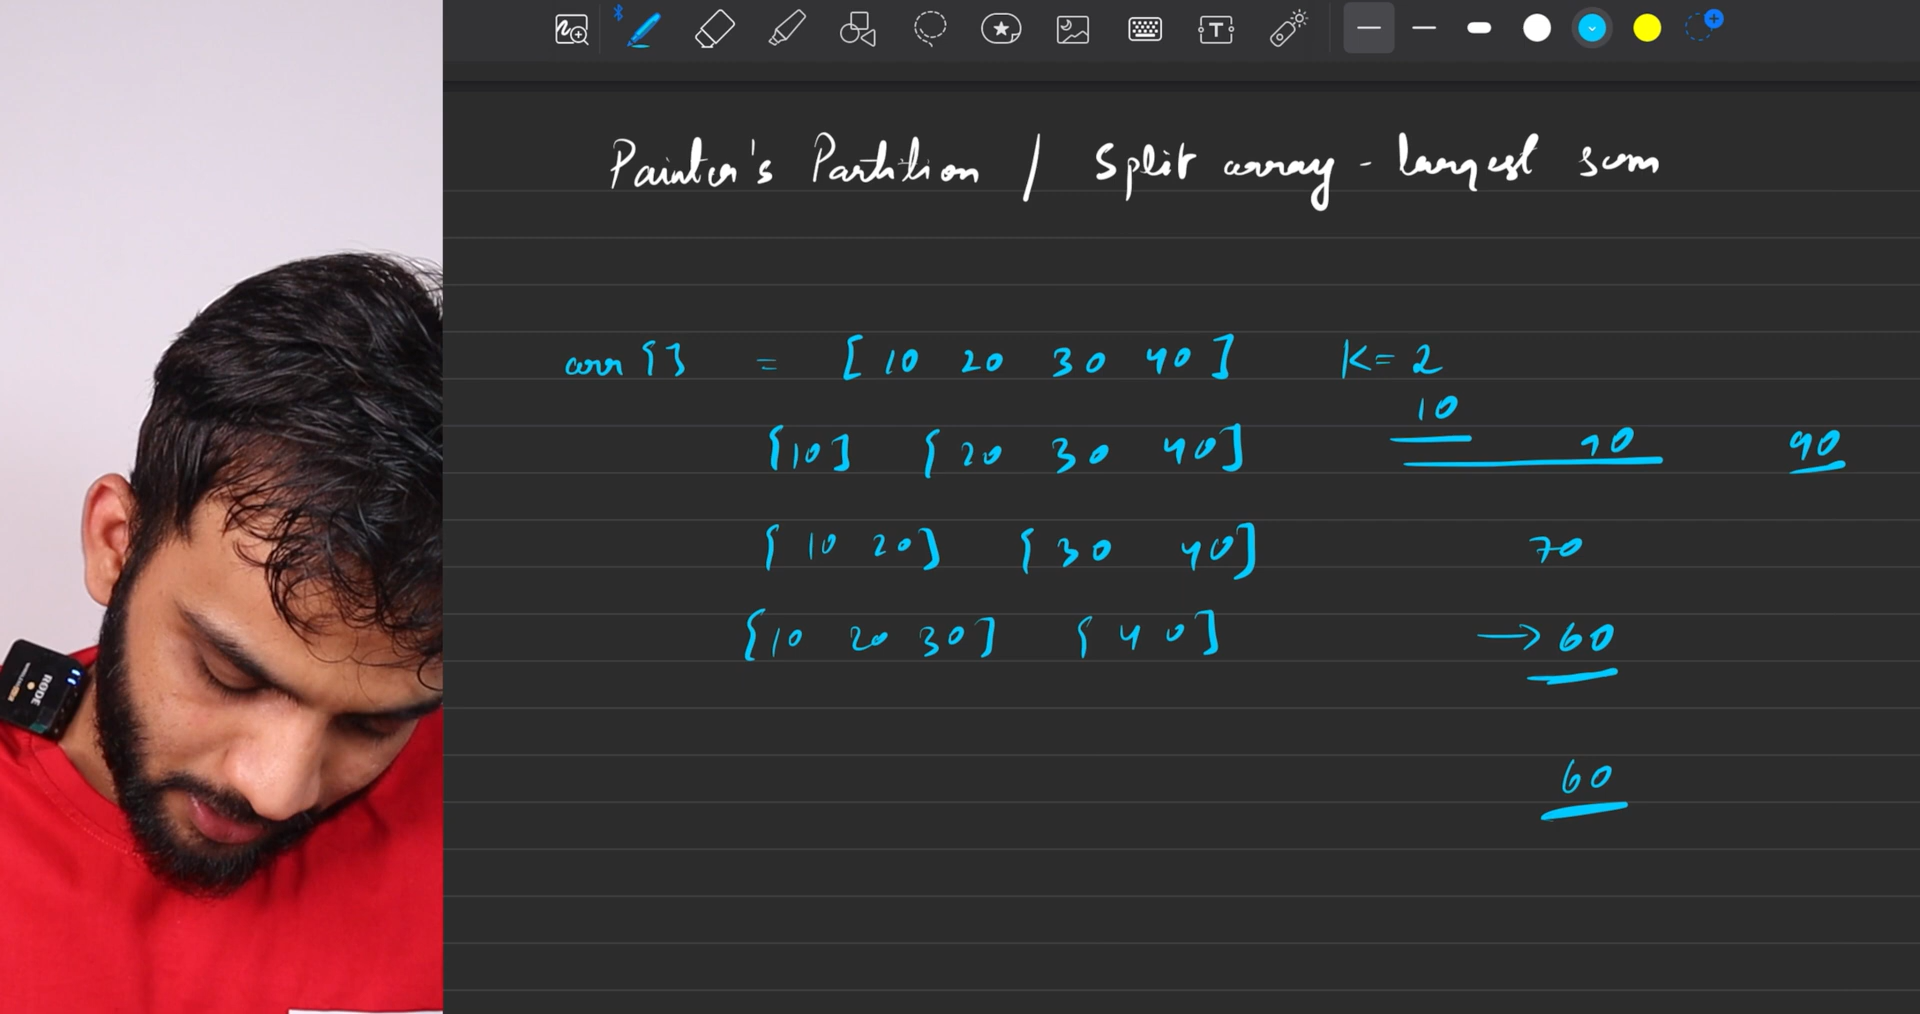 Painter's Partition / Split array - largest sum
arr [ ] = [ 10 20 30 40 ] K = 2
10
[10] [ 20 30 40 ] 90 90
[ 10 20 ] [ 30 40 ] 70
[ 10 20 30 ] [ 40 ] → 60
60
RODE
T